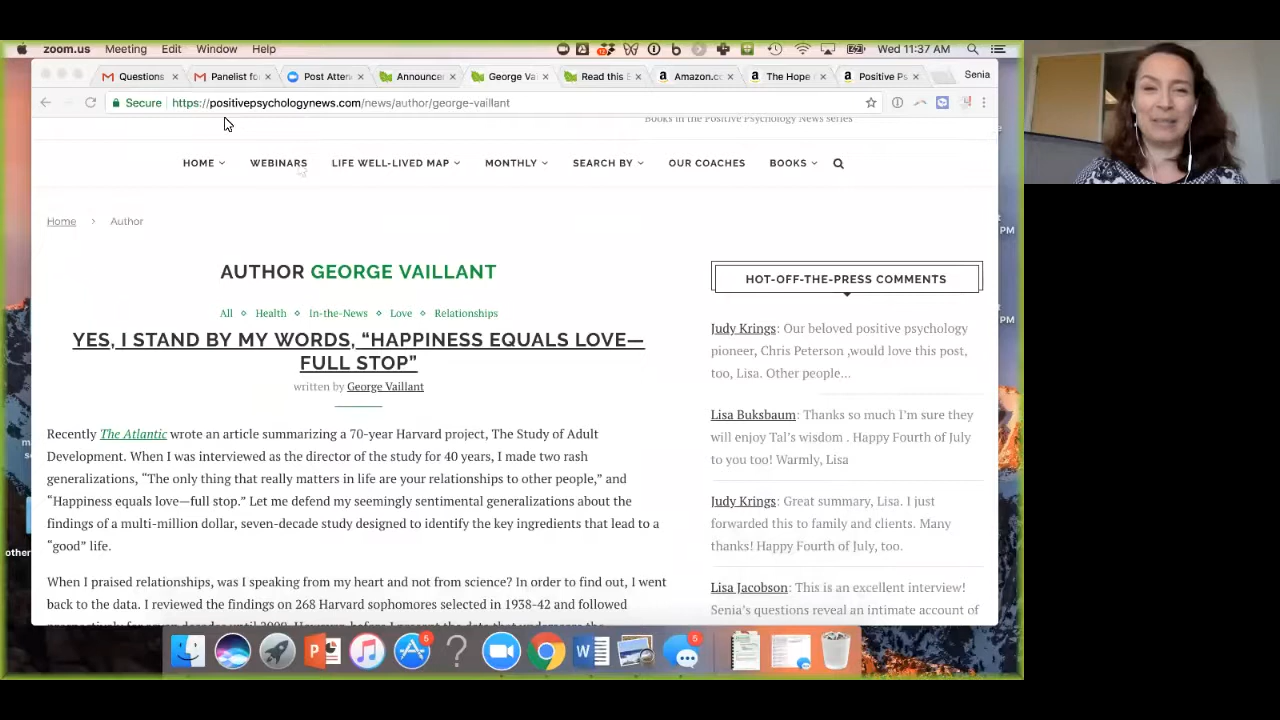 zoom.us Meeting Edit Window Help Wed 11:37 AM
Questions Panelist fo Post Atten Announce George Va Read this E Amazon.co The Hope Positive Ps Senia
Secure https://positivepsychologynews.com/news/author/george-vaillant
Books in the Positive Psychology News series
HOME WEBINARS LIFE WELL-LIVED MAP MONTHLY SEARCH BY OUR COACHES BOOKS
Home > Author
AUTHOR GEORGE VAILLANT
All Health In-the-News Love Relationships
YES, I STAND BY MY WORDS, “HAPPINESS EQUALS LOVE—
FULL STOP”
written by George Vaillant
Recently The Atlantic wrote an article summarizing a 70-year Harvard project, The Study of Adult
Development. When I was interviewed as the director of the study for 40 years, I made two rash
generalizations, “The only thing that really matters in life are your relationships to other people,” and
“Happiness equals love—full stop.” Let me defend my seemingly sentimental generalizations about the
findings of a multi-million dollar, seven-decade study designed to identify the key ingredients that lead to a
“good” life.
When I praised relationships, was I speaking from my heart and not from science? In order to find out, I went
back to the data. I reviewed the findings on 268 Harvard sophomores selected in 1938-42 and followed
HOT-OFF-THE-PRESS COMMENTS
Judy Krings: Our beloved positive psychology
pioneer, Chris Peterson ,would love this post,
too, Lisa. Other people...
Lisa Buksbaum: Thanks so much I’m sure they
will enjoy Tal’s wisdom . Happy Fourth of July
to you too! Warmly, Lisa
Judy Krings: Great summary, Lisa. I just
forwarded this to family and clients. Many
thanks! Happy Fourth of July, too.
Lisa Jacobson: This is an excellent interview!
Senia’s questions reveal an intimate account of
PM
PM
other
5
5